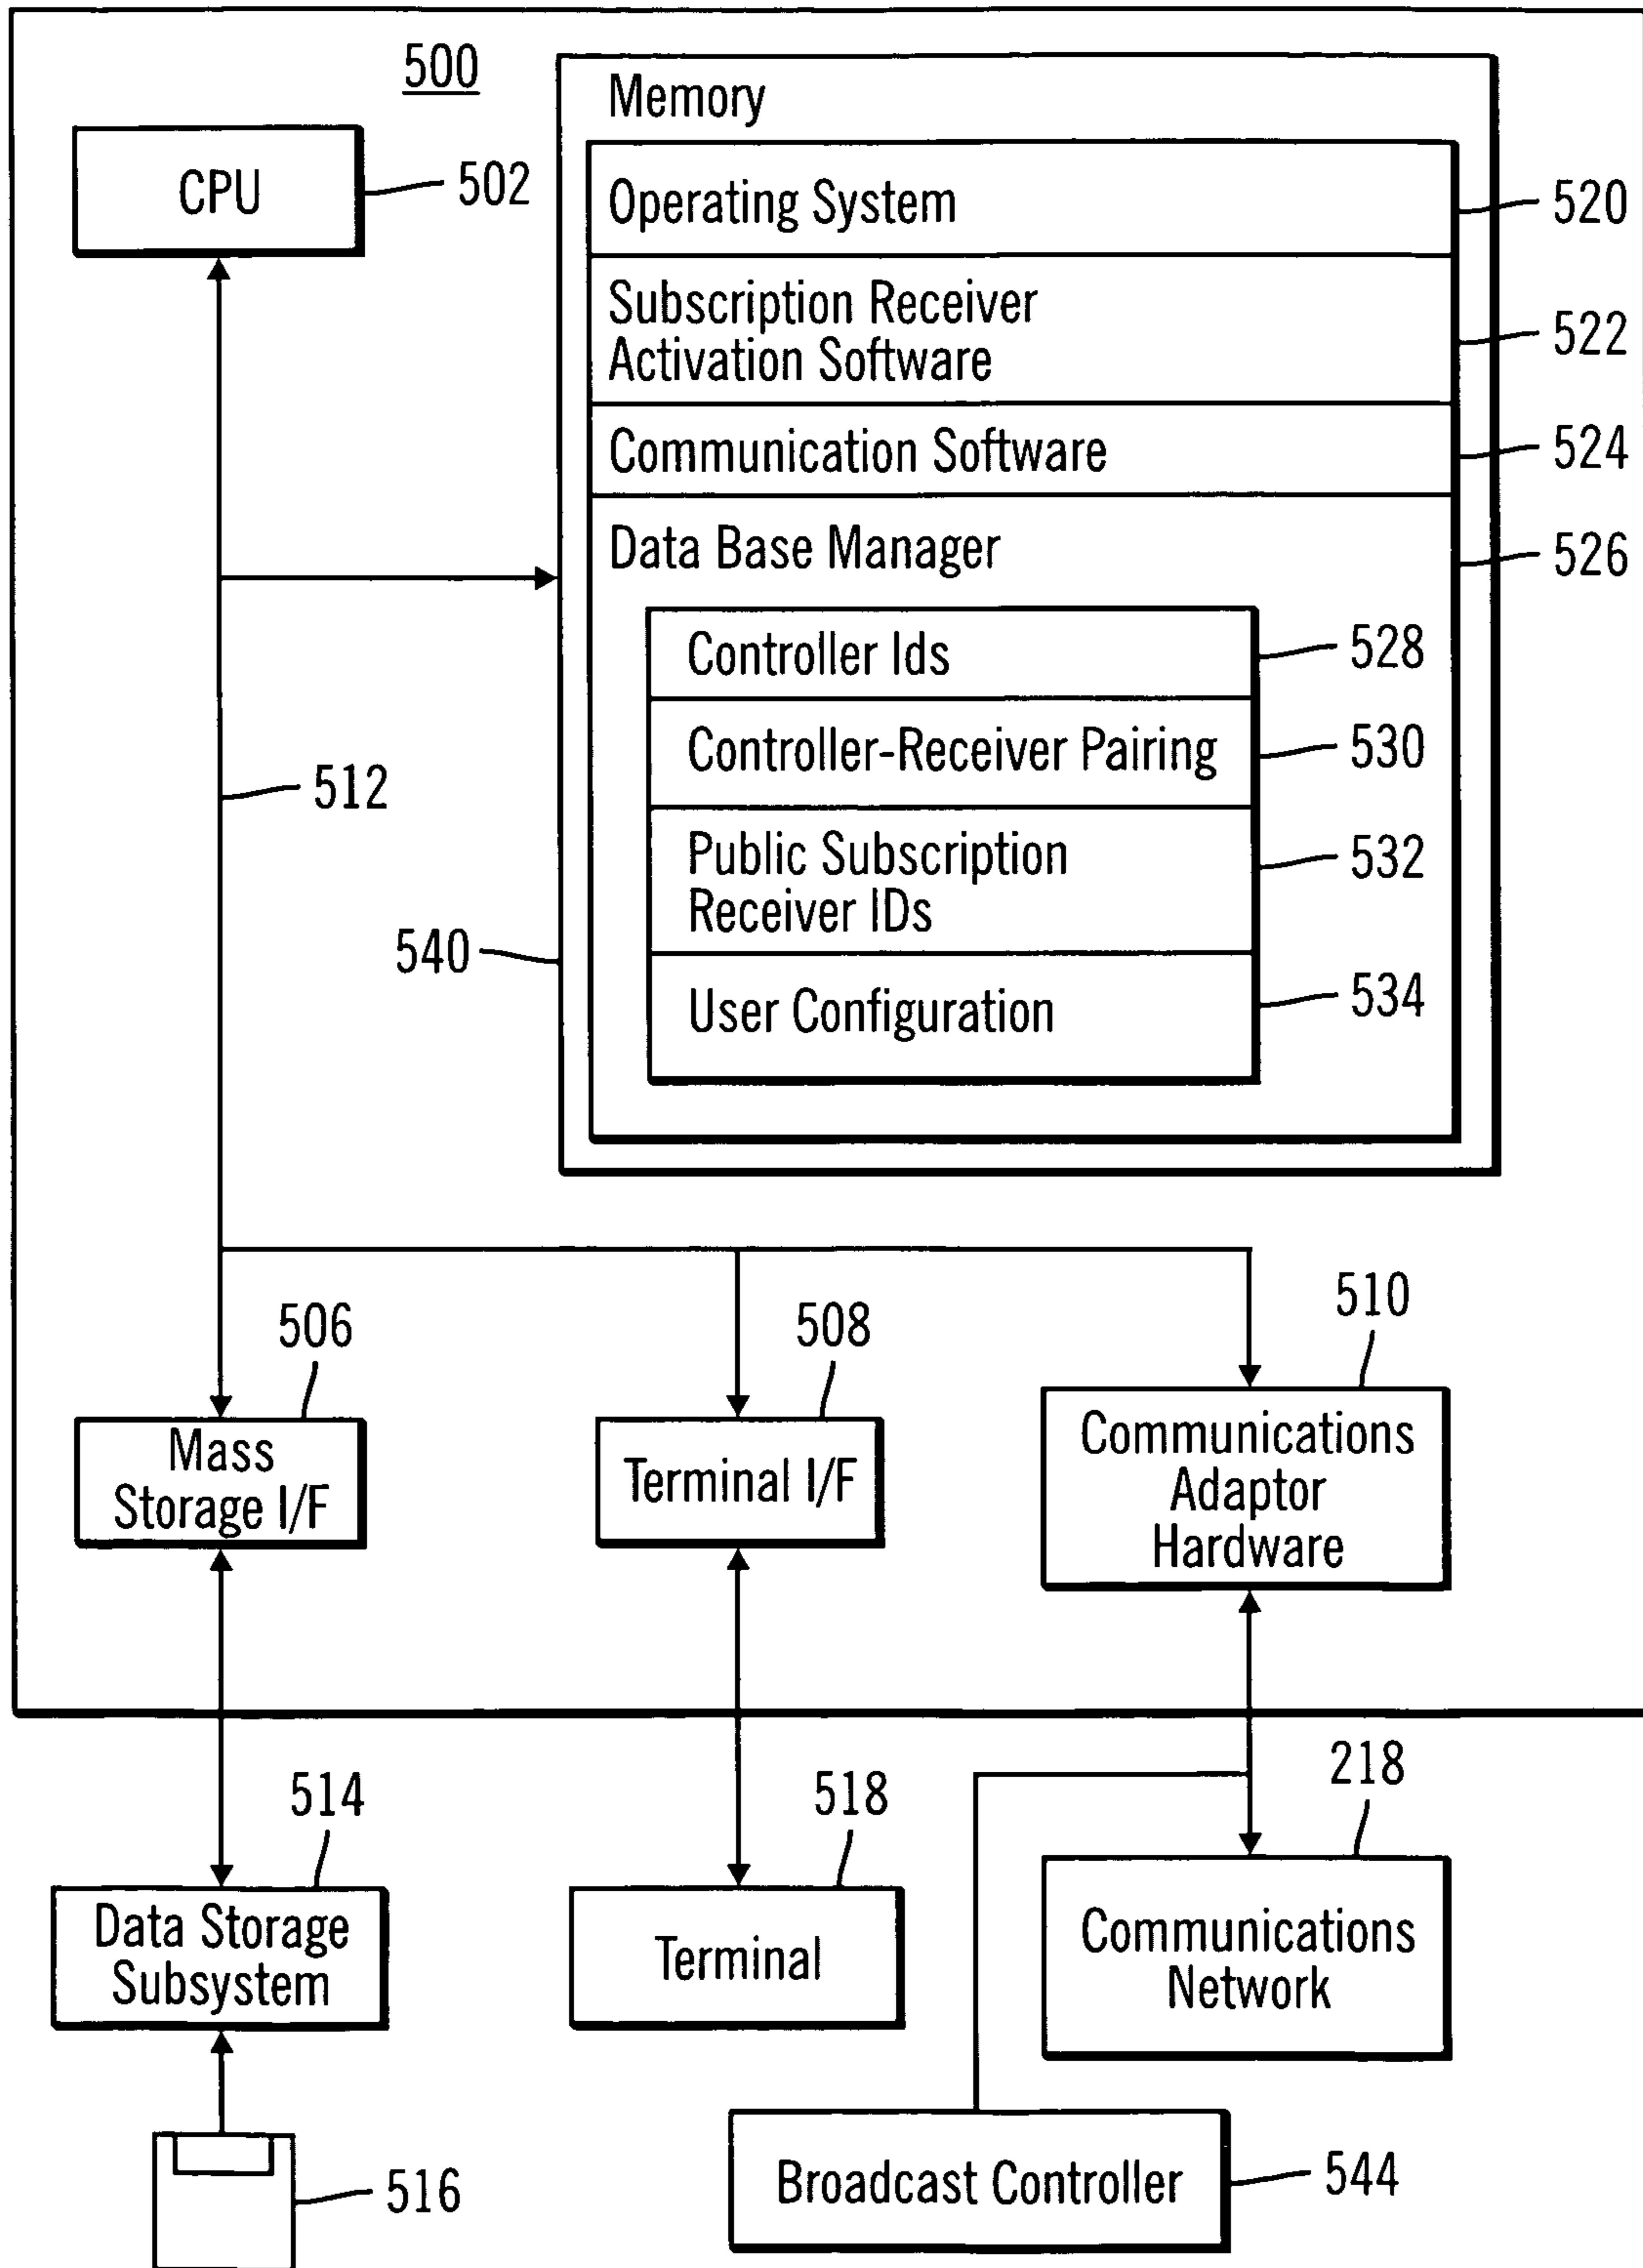 500
Memory
CPU
502
Operating System
520
Subscription Receiver
Activation Software
522
Communication Software
524
Data Base Manager
526
Controller Ids
528
Controller-Receiver Pairing
530
512
Public Subscription
Receiver IDs
532
540
User Configuration
534
506
508
510
Mass
Storage I/F
Terminal I/F
Communications
Adaptor
Hardware
514
518
218
Data Storage
Subsystem
Terminal
Communications
Network
516
Broadcast Controller
544